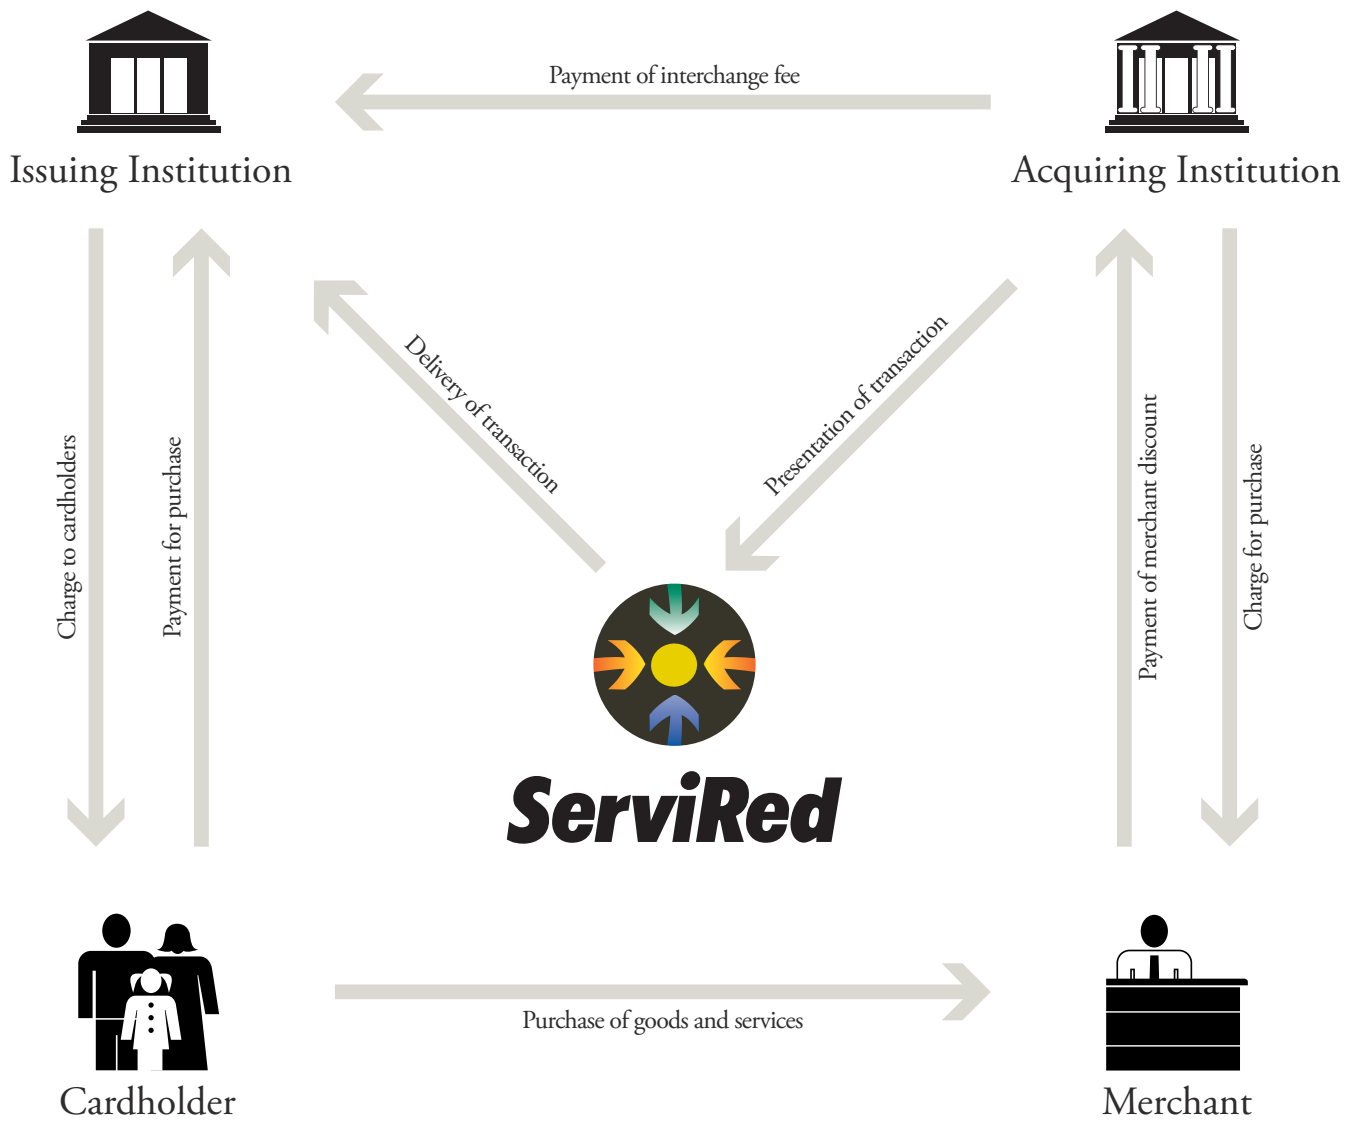 Payment of interchange fee
Issuing Institution
Acquiring Institution
Delivery of transaction
Presentation of transaction
Charge to cardholders
Payment for purchase
Payment of merchant discount
Charge for purchase
ServiRed
Purchase of goods and services
Cardholder
Merchant